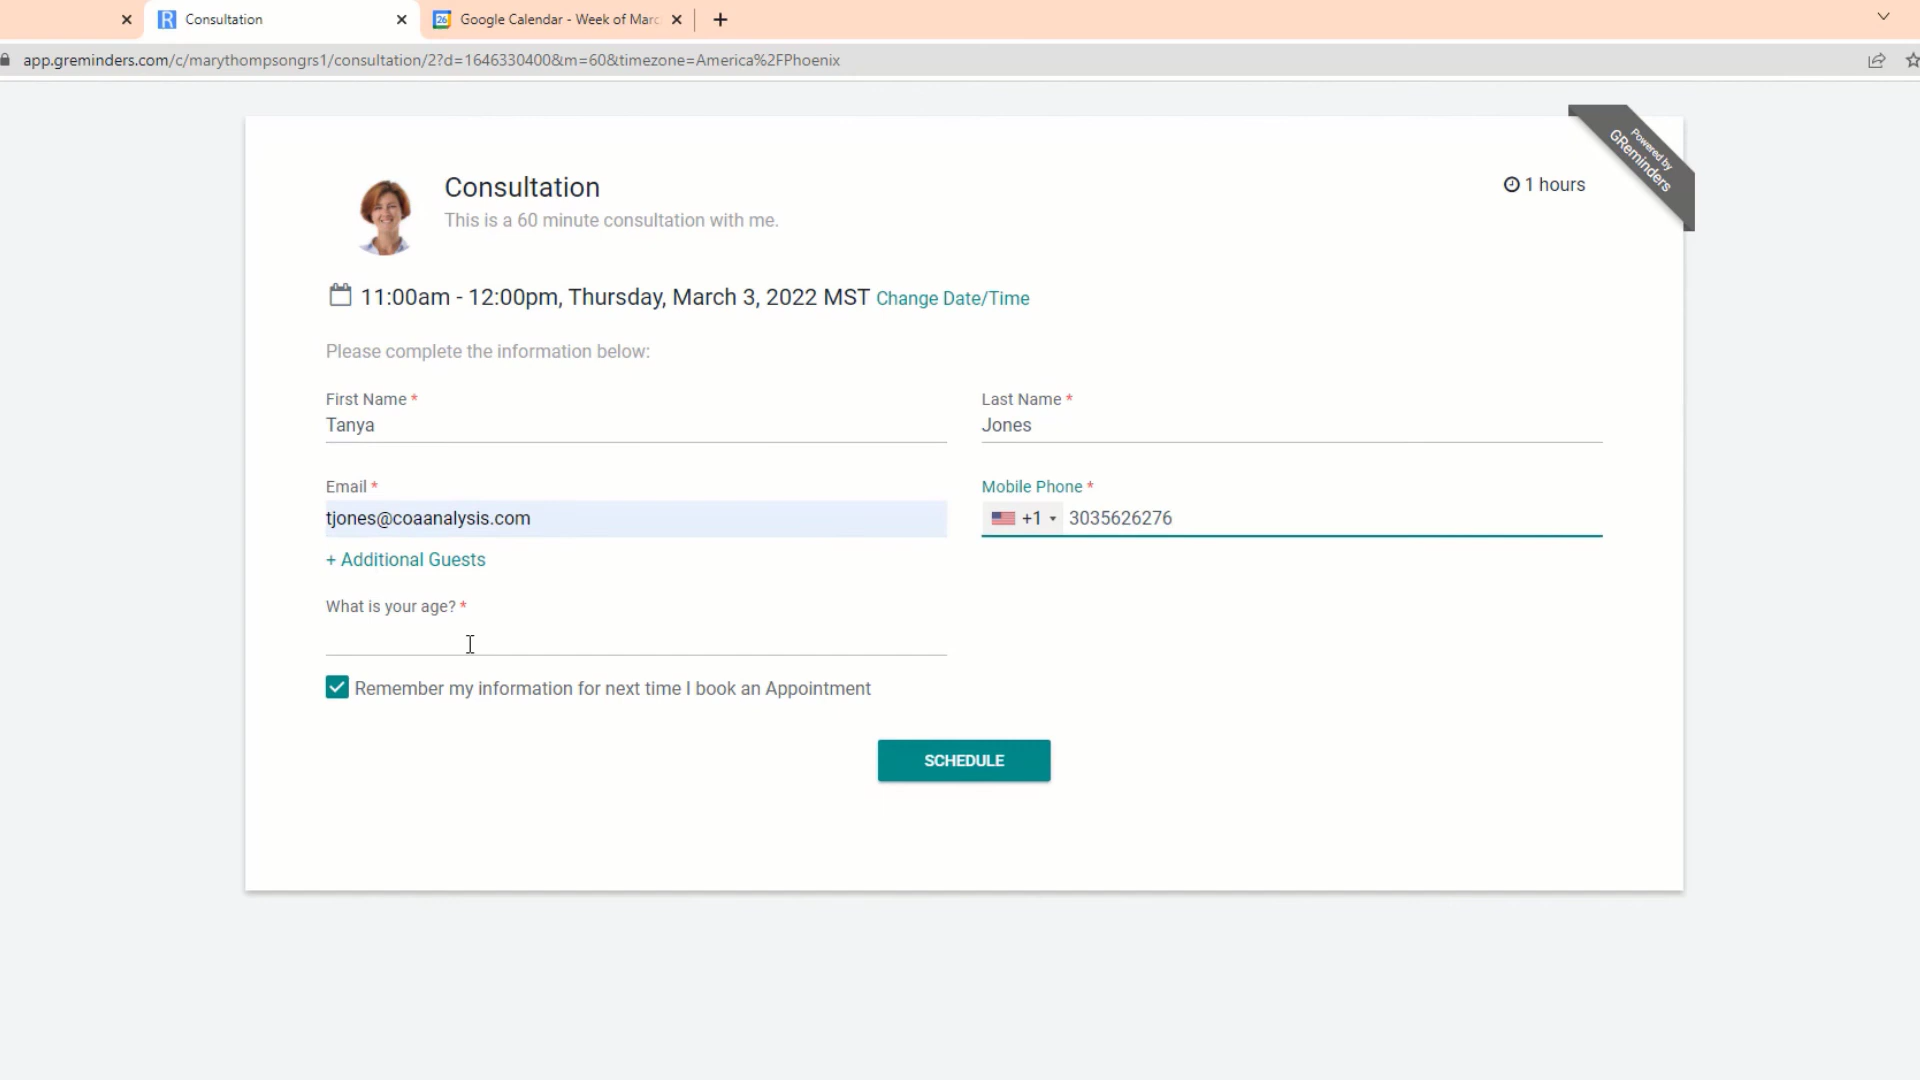 Consultation
Google Calendar - Week of Marc
app.greminders.com/c/marythompsongrs1/consultation/2?d=1646330400&m=60&timezone=America%2FPhoenix
Powered by
GReminders
Consultation
1 hours
This is a 60 minute consultation with me.
11:00am - 12:00pm, Thursday, March 3, 2022 MST Change Date/Time
Please complete the information below:
First Name *
Last Name *
Tanya
Jones
Email *
Mobile Phone *
tjones@coaanalysis.com
+1 3035626276
+ Additional Guests
What is your age? *
Remember my information for next time I book an Appointment
SCHEDULE